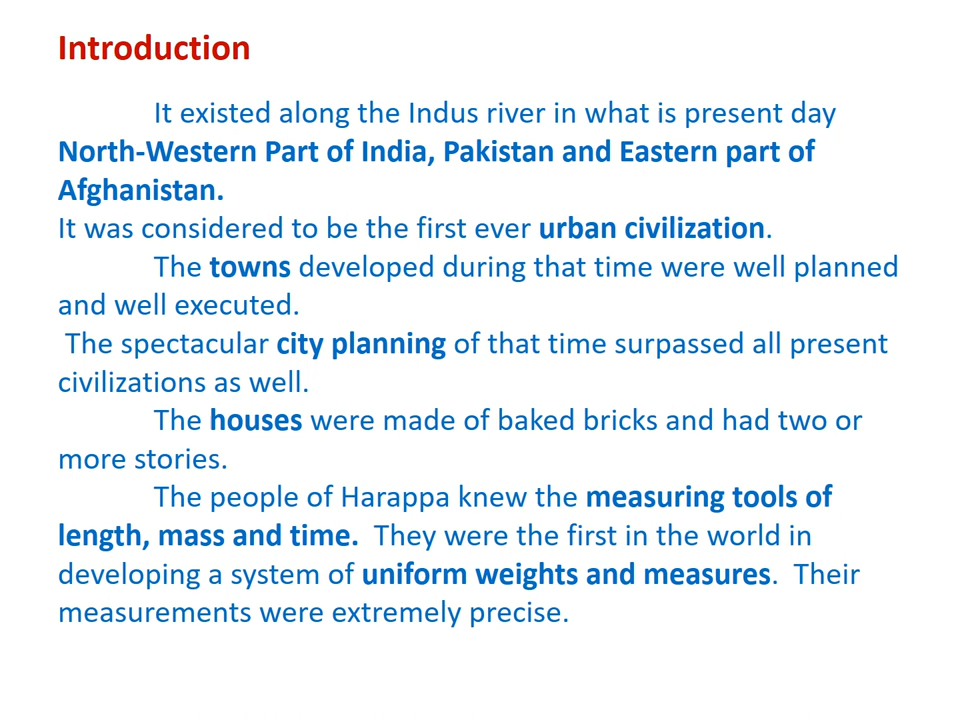 Introduction
It existed along the Indus river in what is present day
North-Western Part of India, Pakistan and Eastern part of
Afghanistan.
It was considered to be the first ever urban civilization.
The towns developed during that time were well planned
and well executed.
The spectacular city planning of that time surpassed all present
civilizations as well.
The houses were made of baked bricks and had two or
more stories.
The people of Harappa knew the measuring tools of
length, mass and time. They were the first in the world in
developing a system of uniform weights and measures. Their
measurements were extremely precise.